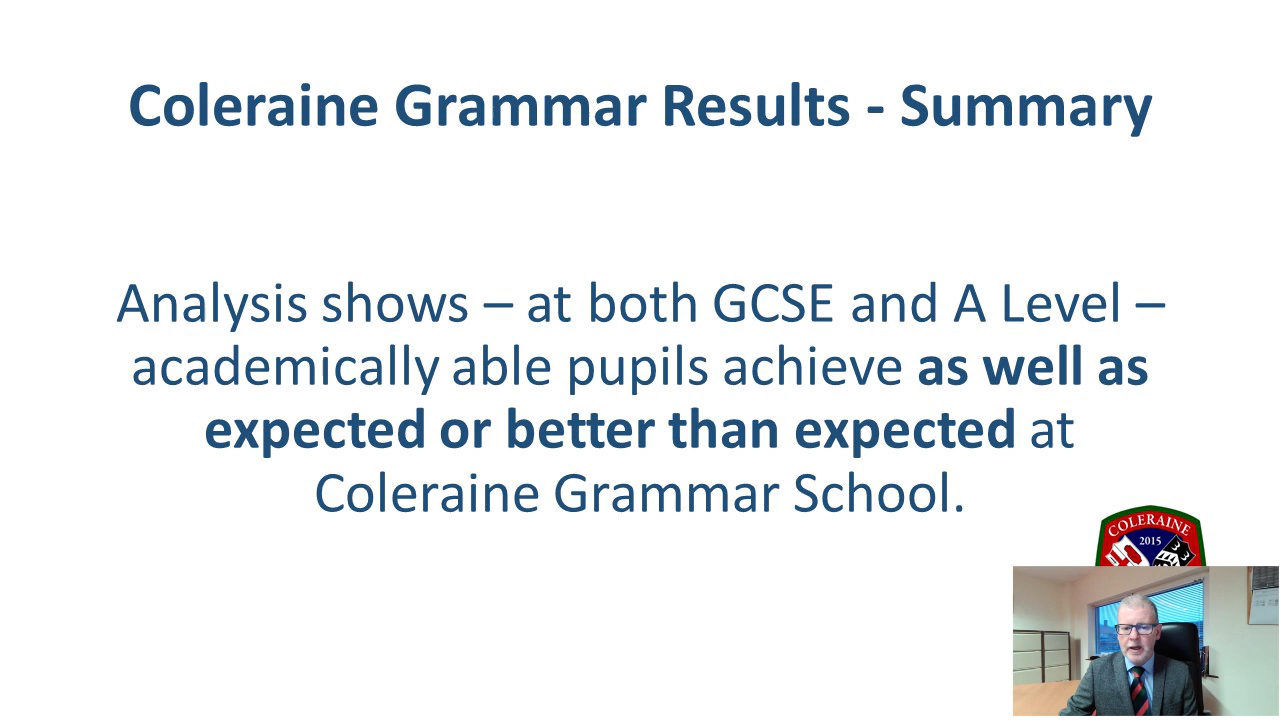 Coleraine Grammar Results - Summary
Analysis shows – at both GCSE and A Level –
academically able pupils achieve as well as
expected or better than expected at
Coleraine Grammar School.
COLERAINE
2015